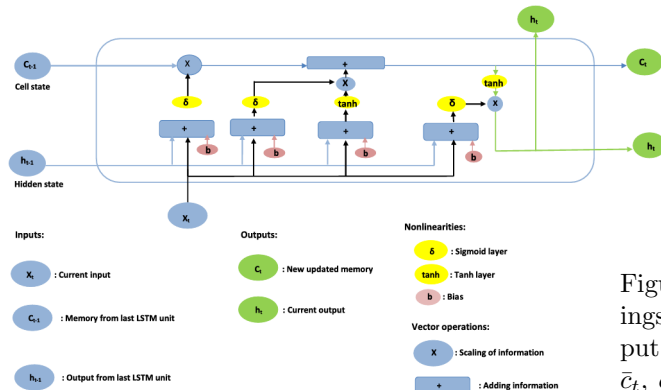 hₜ
Cₜ₋₁
X
+
Cₜ
Cell state
X
tanh
δ
δ
tanh
δ
X
+
+
+
+
b
b
b
b
hₜ₋₁
hₜ
Hidden state
Xₜ
Inputs:
Xₜ : Current input
Cₜ₋₁ : Memory from last LSTM unit
hₜ₋₁ : Output from last LSTM unit
Outputs:
Cₜ : New updated memory
hₜ : Current output
Nonlinearities:
δ : Sigmoid layer
tanh : Tanh layer
b : Bias
Vector operations:
X : Scaling of information
+ : Adding information
Figu
ings
put
c̄ₜ,